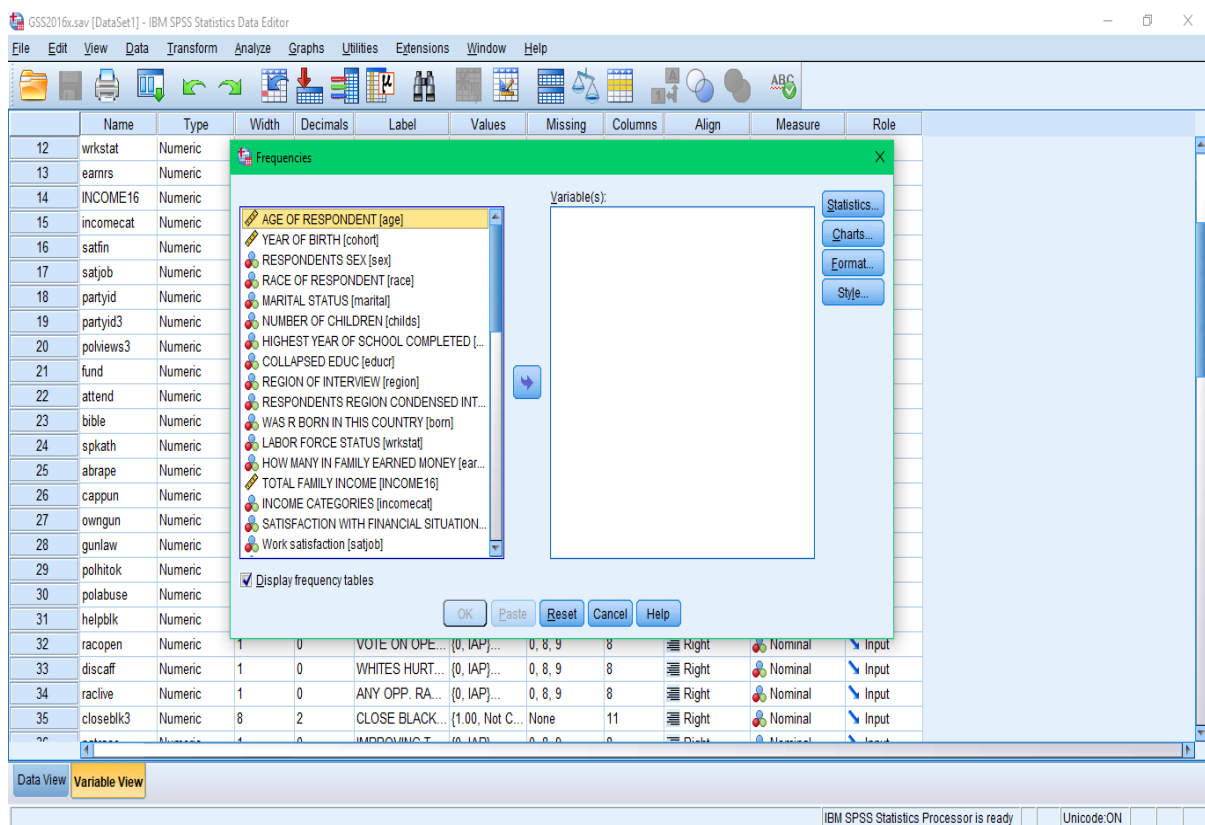 GSS2016x.sav [DataSet1] - IBM SPSS Statistics Data Editor
File Edit View Data Transform Analyze Graphs Utilities Extensions Window Help
A
1 4
μ
ABC
Name Type Width Decimals Label Values Missing Columns Align Measure Role
12 wrkstat Numeric
13 earnrs Numeric
14 INCOME16 Numeric
15 incomecat Numeric
16 satfin Numeric
17 satjob Numeric
18 partyid Numeric
19 partyid3 Numeric
20 polviews3 Numeric
21 fund Numeric
22 attend Numeric
23 bible Numeric
24 spkath Numeric
25 abrape Numeric
26 cappun Numeric
27 owngun Numeric
28 gunlaw Numeric
29 polhitok Numeric
30 polabuse Numeric
31 helpblk Numeric
32 racopen Numeric 1 0 VOTE ON OPE... {0, IAP}... 0, 8, 9 8 Right Nominal Input
33 discaff Numeric 1 0 WHITES HURT... {0, IAP}... 0, 8, 9 8 Right Nominal Input
34 raclive Numeric 1 0 ANY OPP. RA... {0, IAP}... 0, 8, 9 8 Right Nominal Input
35 closeblk3 Numeric 8 2 CLOSE BLACK... {1.00, Not C... None 11 Right Nominal Input
Frequencies X
Variable(s):
AGE OF RESPONDENT [age]
YEAR OF BIRTH [cohort]
RESPONDENTS SEX [sex]
RACE OF RESPONDENT [race]
MARITAL STATUS [marital]
NUMBER OF CHILDREN [childs]
HIGHEST YEAR OF SCHOOL COMPLETED [...
COLLAPSED EDUC [educr]
REGION OF INTERVIEW [region]
RESPONDENTS REGION CONDENSED INT...
WAS R BORN IN THIS COUNTRY [born]
LABOR FORCE STATUS [wrkstat]
HOW MANY IN FAMILY EARNED MONEY [ear...
TOTAL FAMILY INCOME [INCOME16]
INCOME CATEGORIES [incomecat]
SATISFACTION WITH FINANCIAL SITUATION...
Work satisfaction [satjob]
Statistics...
Charts...
Format...
Style...
Display frequency tables
OK Paste Reset Cancel Help
Data View Variable View
IBM SPSS Statistics Processor is ready Unicode:ON